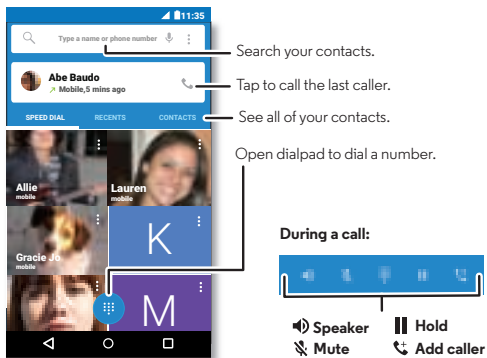 11:35
Type a name or phone number
Search your contacts.
Abe Baudo
Mobile,5 mins ago
Tap to call the last caller.
SPEED DIAL RECENTS CONTACTS
See all of your contacts.
Open dialpad to dial a number.
Allie
mobile
Lauren
mobile
Gracie Jo
mobile
K
M
During a call:
Speaker
Hold
Mute
Add caller